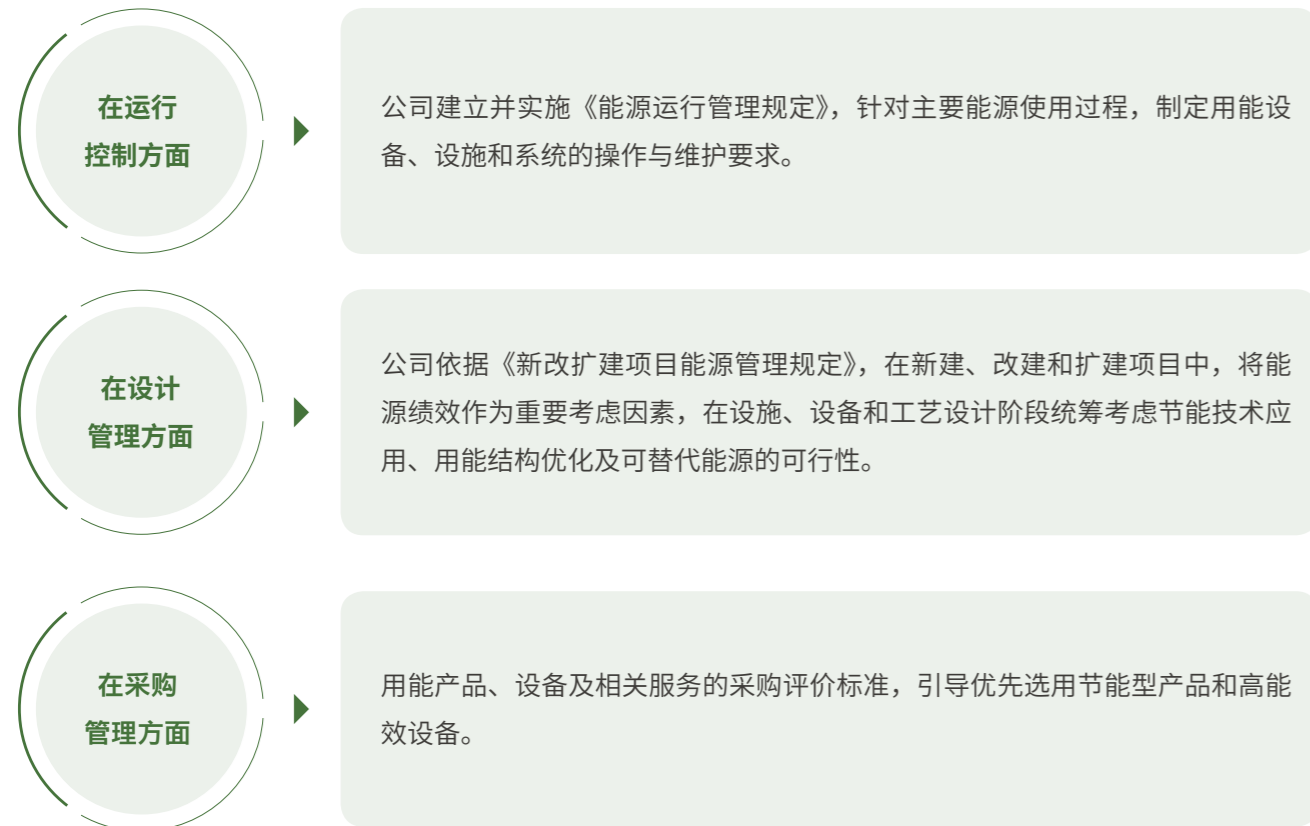 在运行
控制方面
公司建立并实施《能源运行管理规定》，针对主要能源使用过程，制定用能设
备、设施和系统的操作与维护要求。
在设计
管理方面
公司依据《新改扩建项目能源管理规定》，在新建、改建和扩建项目中，将能
源绩效作为重要考虑因素，在设施、设备和工艺设计阶段统筹考虑节能技术应
用、用能结构优化及可替代能源的可行性。
在采购
管理方面
用能产品、设备及相关服务的采购评价标准，引导优先选用节能型产品和高能
效设备。